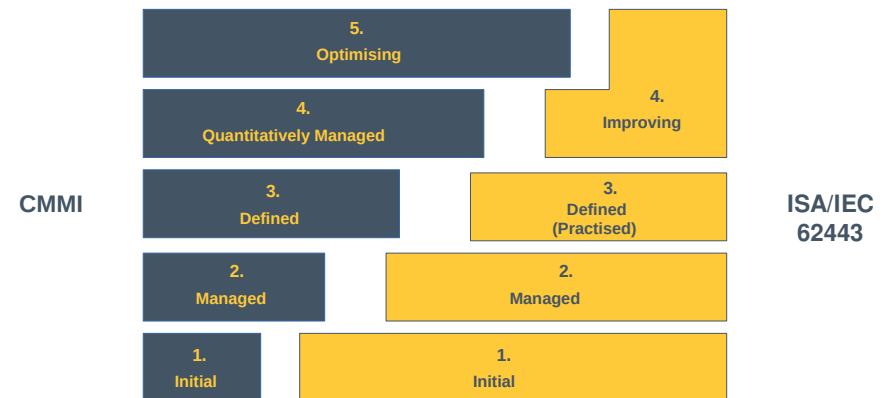 5.
Optimising
4.
Quantitatively Managed
4.
Improving
CMMI
3.
Defined
3.
Defined
(Practised)
ISA/IEC
62443
2.
Managed
2.
Managed
1.
Initial
1.
Initial